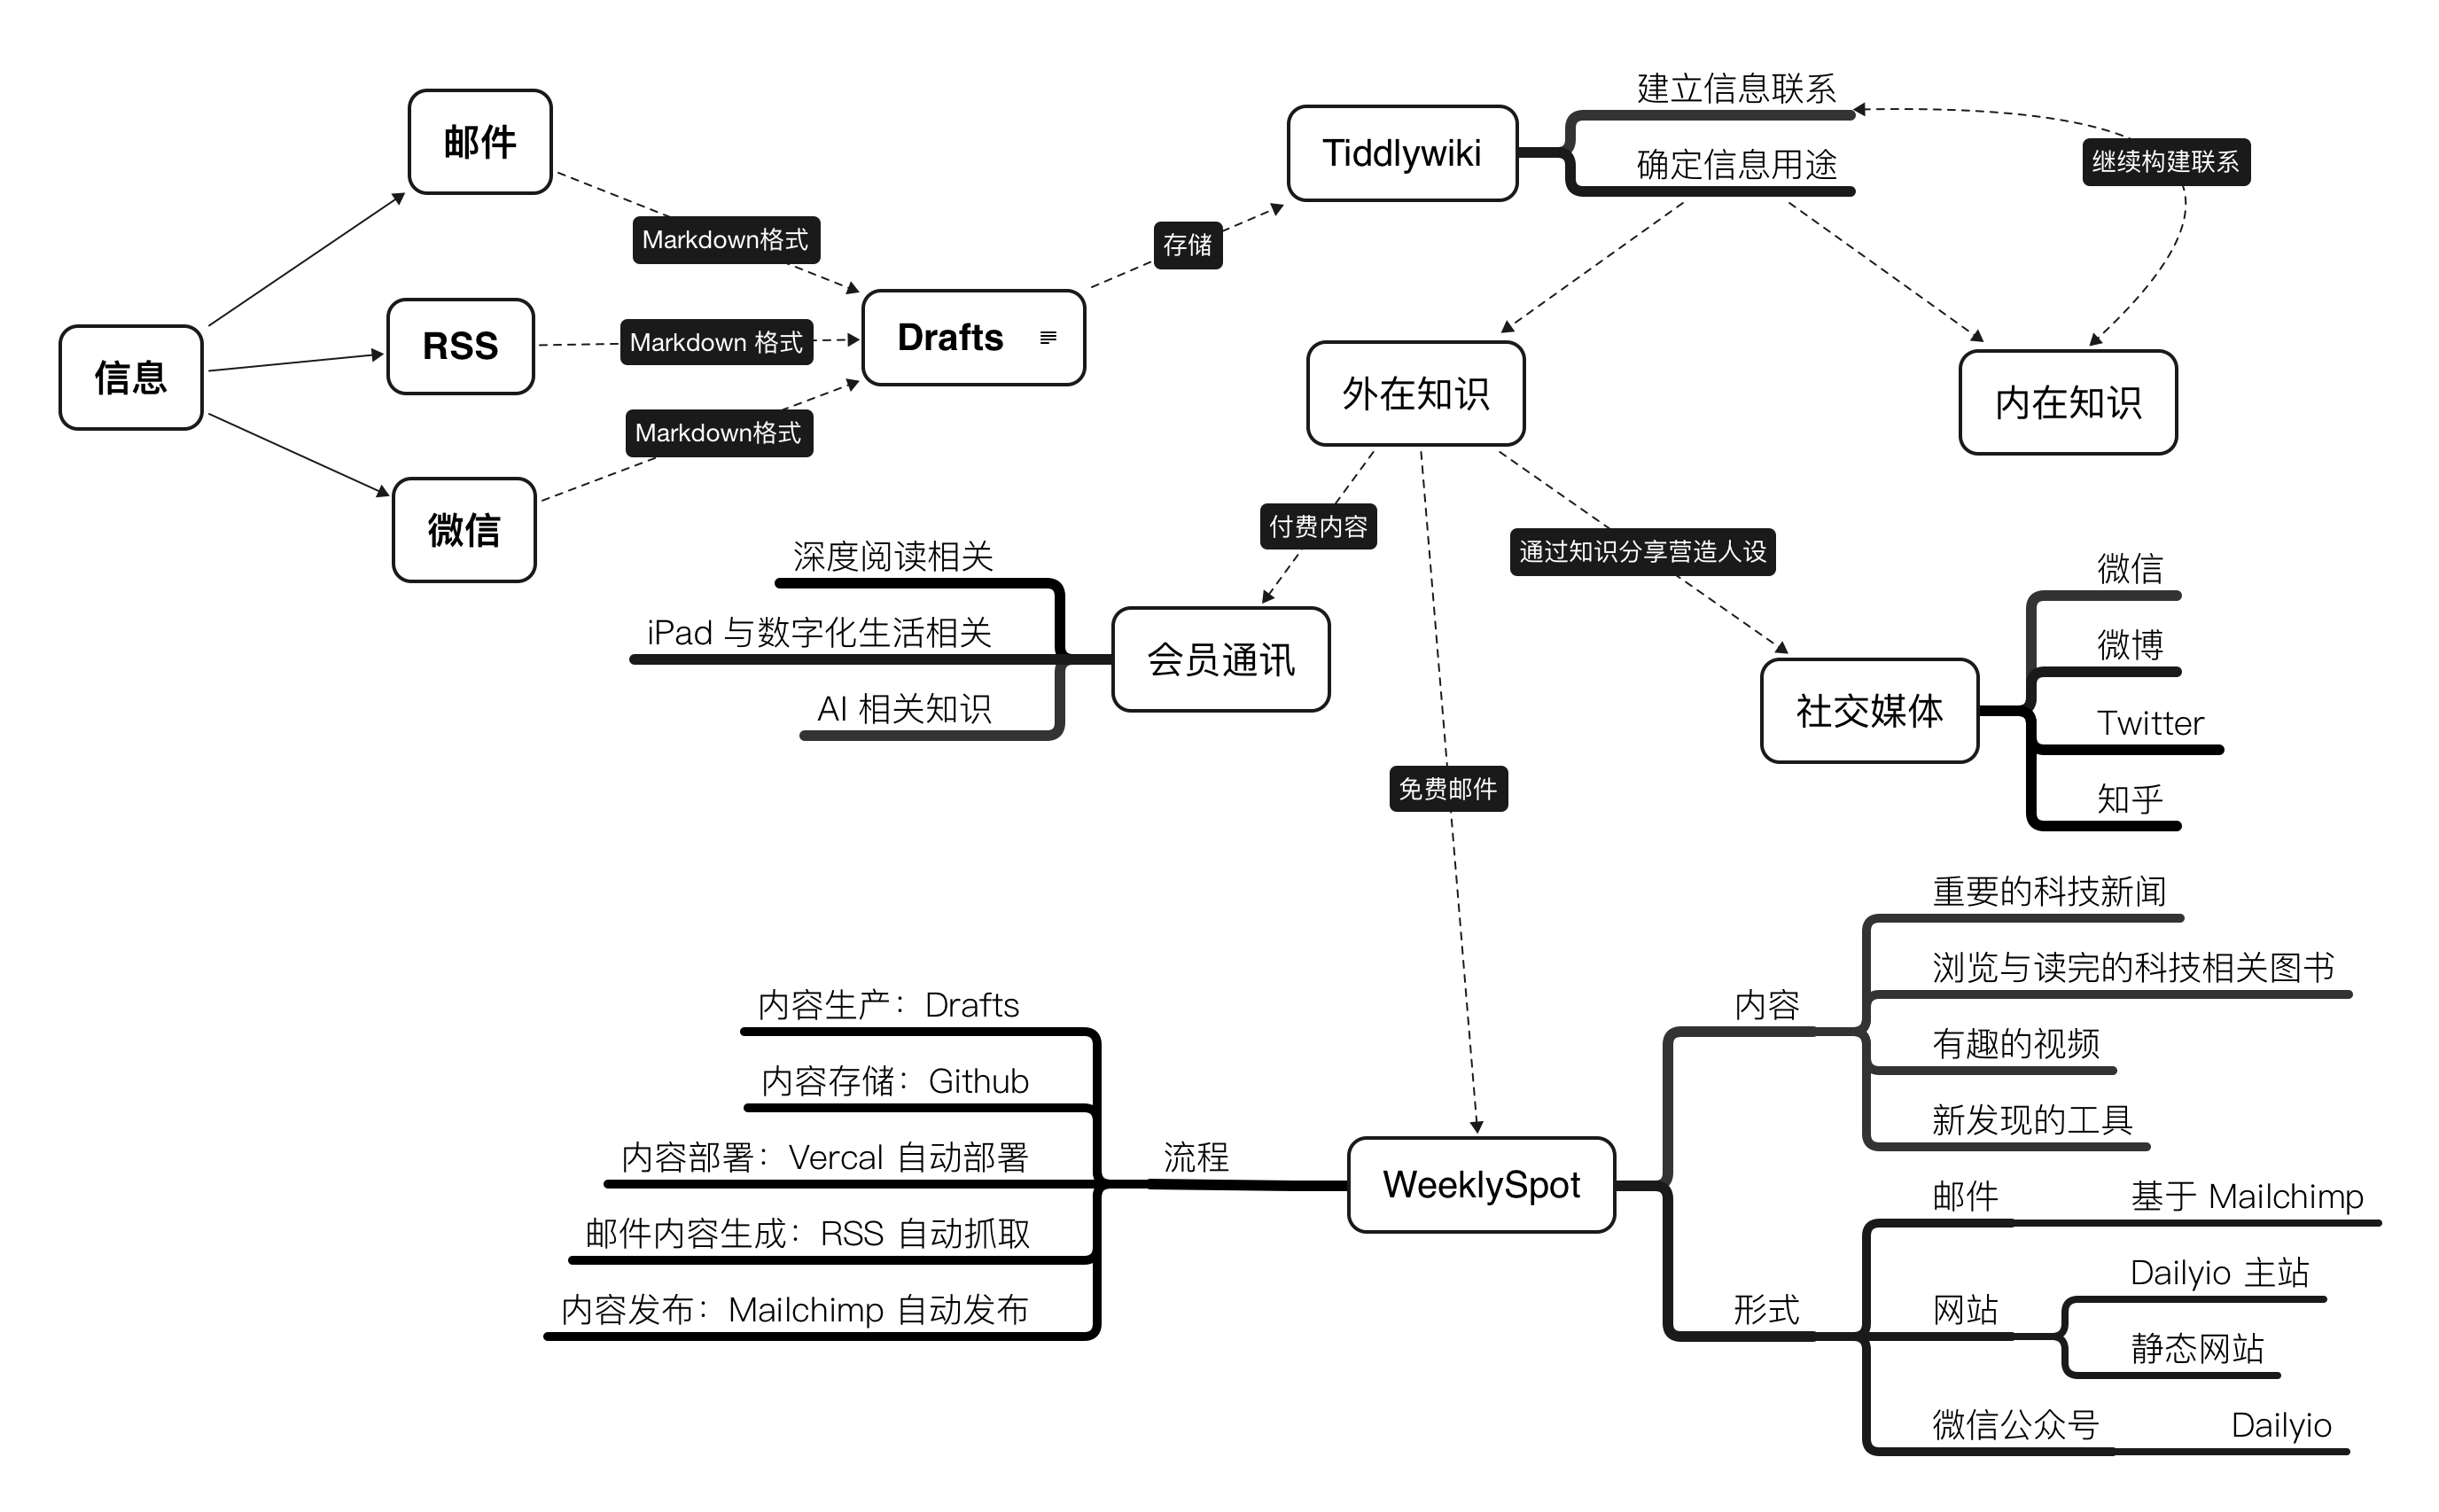 信息
邮件
RSS
微信
Markdown格式
Markdown 格式
Markdown格式
Drafts
存储
Tiddlywiki
建立信息联系
确定信息用途
继续构建联系
外在知识
内在知识
付费内容
通过知识分享营造人设
免费邮件
会员通讯
深度阅读相关
iPad 与数字化生活相关
AI 相关知识
社交媒体
微信
微博
Twitter
知乎
WeeklySpot
流程
内容生产：Drafts
内容存储：Github
内容部署：Vercal 自动部署
邮件内容生成：RSS 自动抓取
内容发布：Mailchimp 自动发布
内容
重要的科技新闻
浏览与读完的科技相关图书
有趣的视频
新发现的工具
形式
邮件
基于 Mailchimp
网站
Dailyio 主站
静态网站
微信公众号
Dailyio